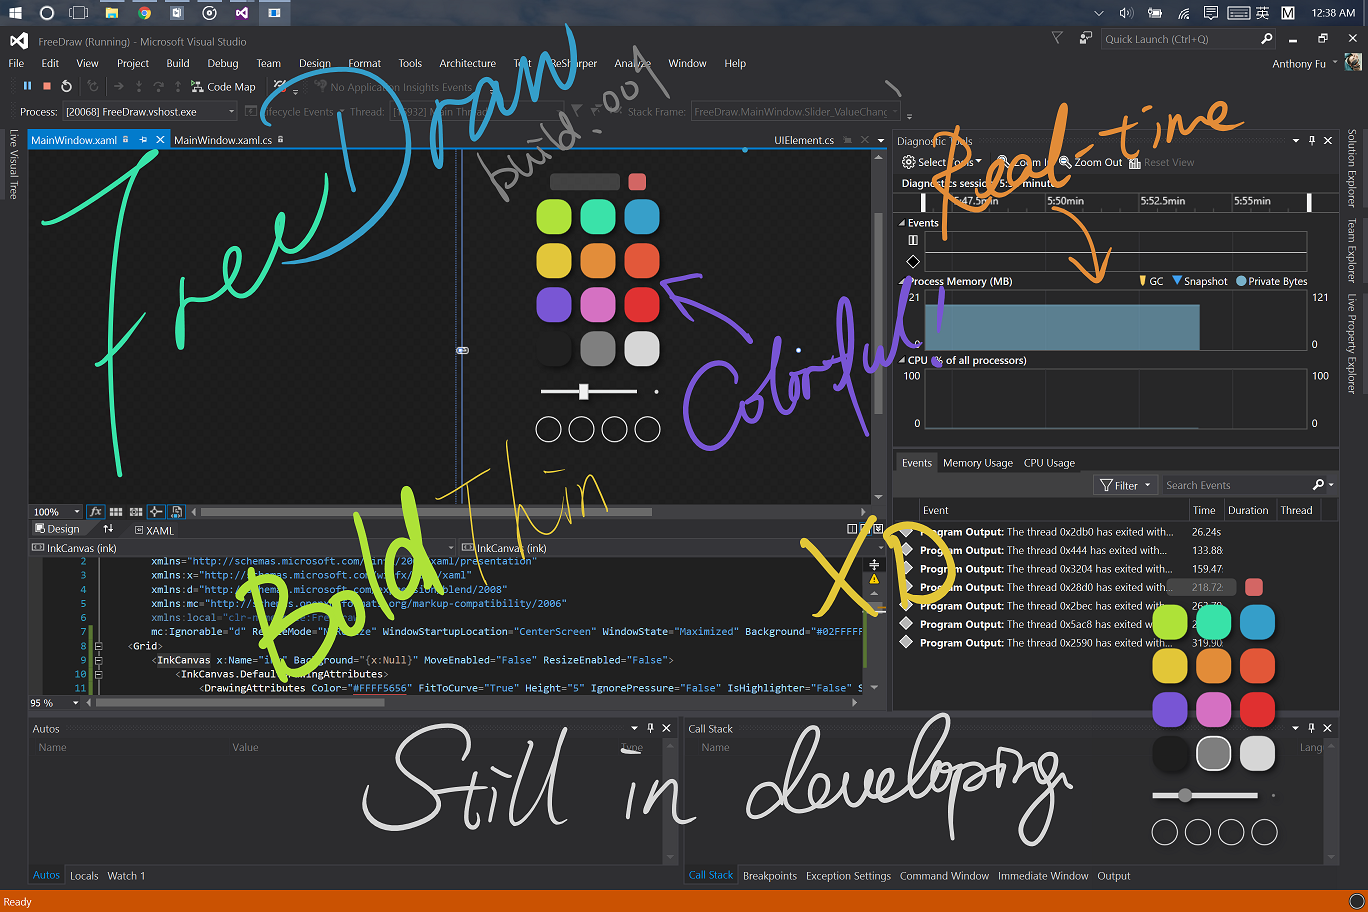 12:38 AM
FreeDraw (Running) - Microsoft Visual Studio
Quick Launch (Ctrl+Q)
File Edit View Project Build Debug Team Design Format Tools Architecture ReSharper Analyze Window Help
Anthony Fu
Code Map
No Application Insights Events
Process: [20068] FreeDraw.vshost.exe Lifecycle Events Thread: Main Thread Stack Frame: FreeDraw.MainWindow.Slider_ValueChang
MainWindow.xaml MainWindow.xaml.cs UIElement.cs
Live Visual Tree
Free Draw
build.001
Real-time
Colorful!
Bold
Thin
XD
Still in developing
Diagnostic Tools
Select Tools Zoom In Zoom Out Reset View
Diagnostics session:
5:47.5min 5:50min 5:52.5min 5:55min
Events
Process Memory (MB) GC Snapshot Private Bytes
121 121
0 0
CPU (% of all processors)
100 100
0 0
Events Memory Usage CPU Usage
Filter Search Events
Event Time Duration Thread
Program Output: The thread 0x2db0 has exited with... 26.24s
Program Output: The thread 0x444 has exited with... 133.88s
Program Output: The thread 0x3204 has exited with... 159.47s
Program Output: The thread 0x28d0 has exited with... 218.72
Program Output: The thread 0x2bec has exited with...
Program Output: The thread 0x5ac8 has exited with...
Program Output: The thread 0x2590 has exited with... 319.90
Solution Explorer
Team Explorer
Live Property Explorer
100% fx
Design XAML
InkCanvas (ink) InkCanvas (ink)
2 xmlns="http://schemas.microsoft.com/winfx/2006/xaml/presentation"
3 xmlns:x="http://schemas.microsoft.com/winfx/2006/xaml"
4 xmlns:d="http://schemas.microsoft.com/expression/blend/2008"
5 xmlns:mc="http://schemas.openxmlformats.org/markup-compatibility/2006"
6 xmlns:local="clr-namespace:FreeDraw"
7 mc:Ignorable="d" ResizeMode="NoResize" WindowStartupLocation="CenterScreen" WindowState="Maximized" Background="#02FFFFF
8 <Grid>
9 <InkCanvas x:Name="ink" Background="{x:Null}" MoveEnabled="False" ResizeEnabled="False">
10 <InkCanvas.DefaultDrawingAttributes>
11 <DrawingAttributes Color="#FFFF5656" FitToCurve="True" Height="5" IgnorePressure="False" IsHighlighter="False" S
95 %
Autos
Name Value Type
Call Stack
Name Lang
Autos Locals Watch 1
Call Stack Breakpoints Exception Settings Command Window Immediate Window Output
Ready